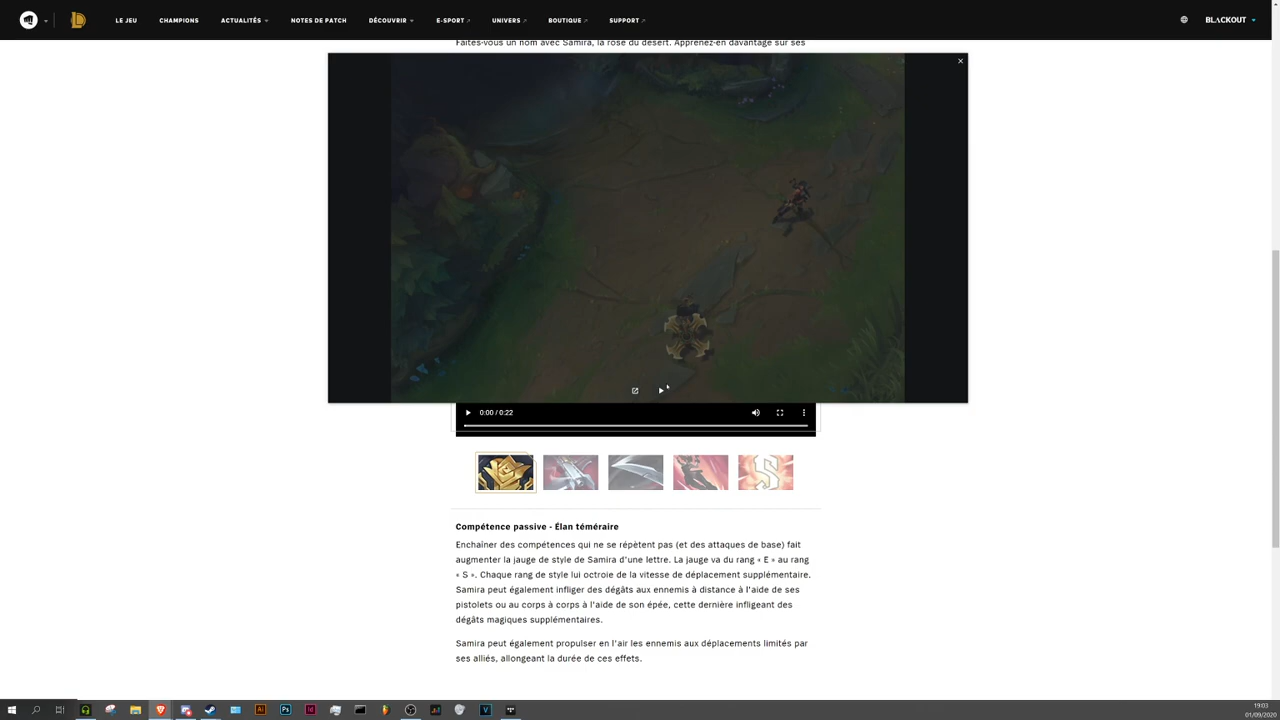 LE JEU
CHAMPIONS
ACTUALITÉS
NOTES DE PATCH
DÉCOUVRIR
E-SPORT
UNIVERS
BOUTIQUE
SUPPORT
BLACKOUT
Faites-vous un nom avec Samira, la rose du désert. Apprenez-en davantage sur ses
0:00 / 0:22
S
Compétence passive - Élan téméraire
Enchaîner des compétences qui ne se répètent pas (et des attaques de base) fait
augmenter la jauge de style de Samira d'une lettre. La jauge va du rang « E » au rang
« S ». Chaque rang de style lui octroie de la vitesse de déplacement supplémentaire.
Samira peut également infliger des dégâts aux ennemis à distance à l'aide de ses
pistolets ou au corps à corps à l'aide de son épée, cette dernière infligeant des
dégâts magiques supplémentaires.
Samira peut également propulser en l'air les ennemis aux déplacements limités par
ses alliés, allongeant la durée de ces effets.
Ai
Ps
Id
V
19:03
01/09/2020